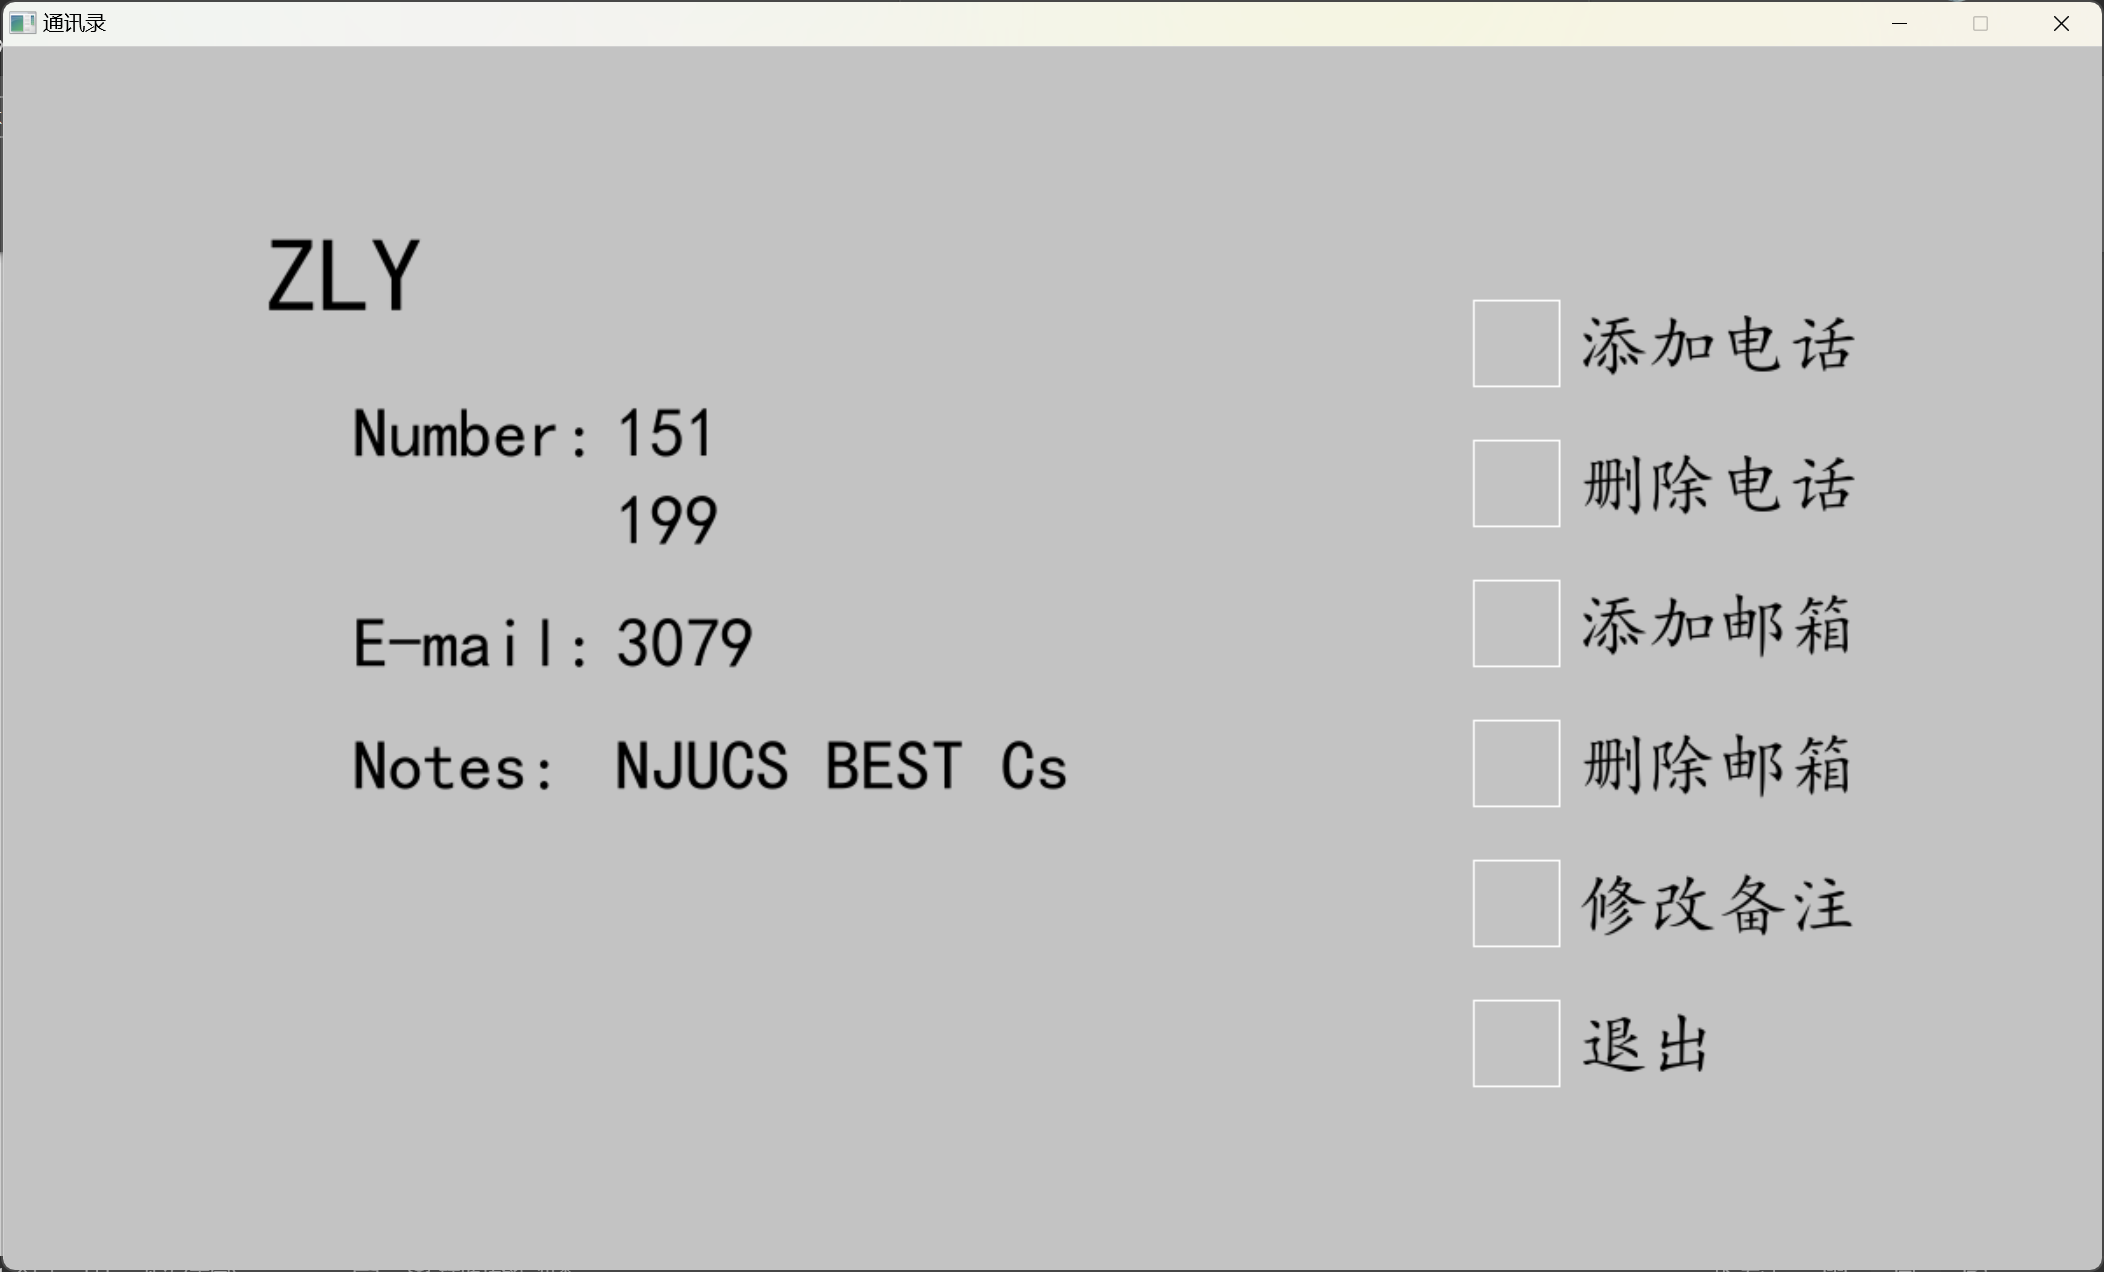 通讯录
ZLY
Number: 151
199
E-mail: 3079
Notes: NJUCS BEST Cs
添加电话
删除电话
添加邮箱
删除邮箱
修改备注
退出